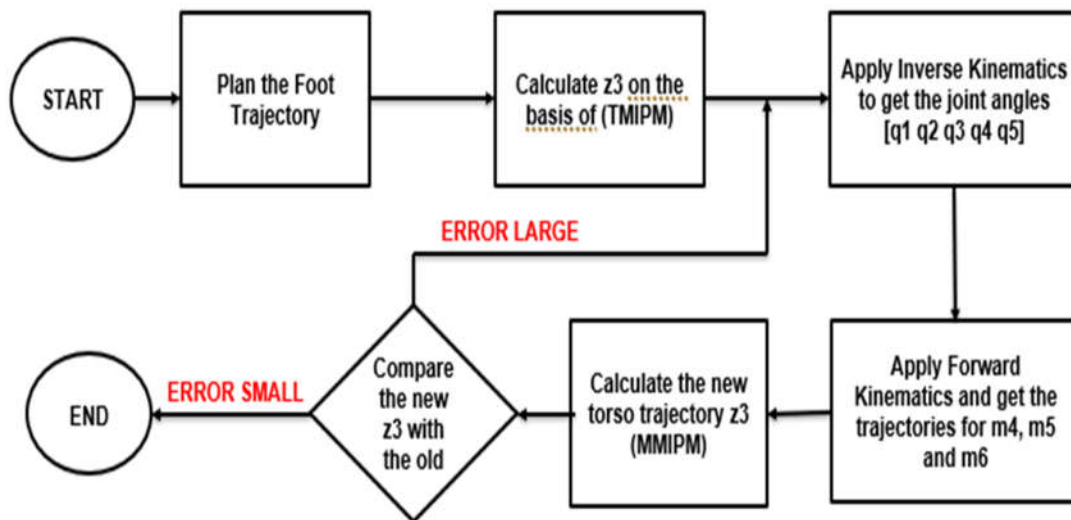 START
Plan the Foot
Trajectory
Calculate z3 on the
basis of (TMIPM)
Apply Inverse Kinematics
to get the joint angles
[q1 q2 q3 q4 q5]
ERROR LARGE
END
ERROR SMALL
Compare
the new
z3 with
the old
Calculate the new
torso trajectory z3
(MMIPM)
Apply Forward
Kinematics and get the
trajectories for m4, m5
and m6